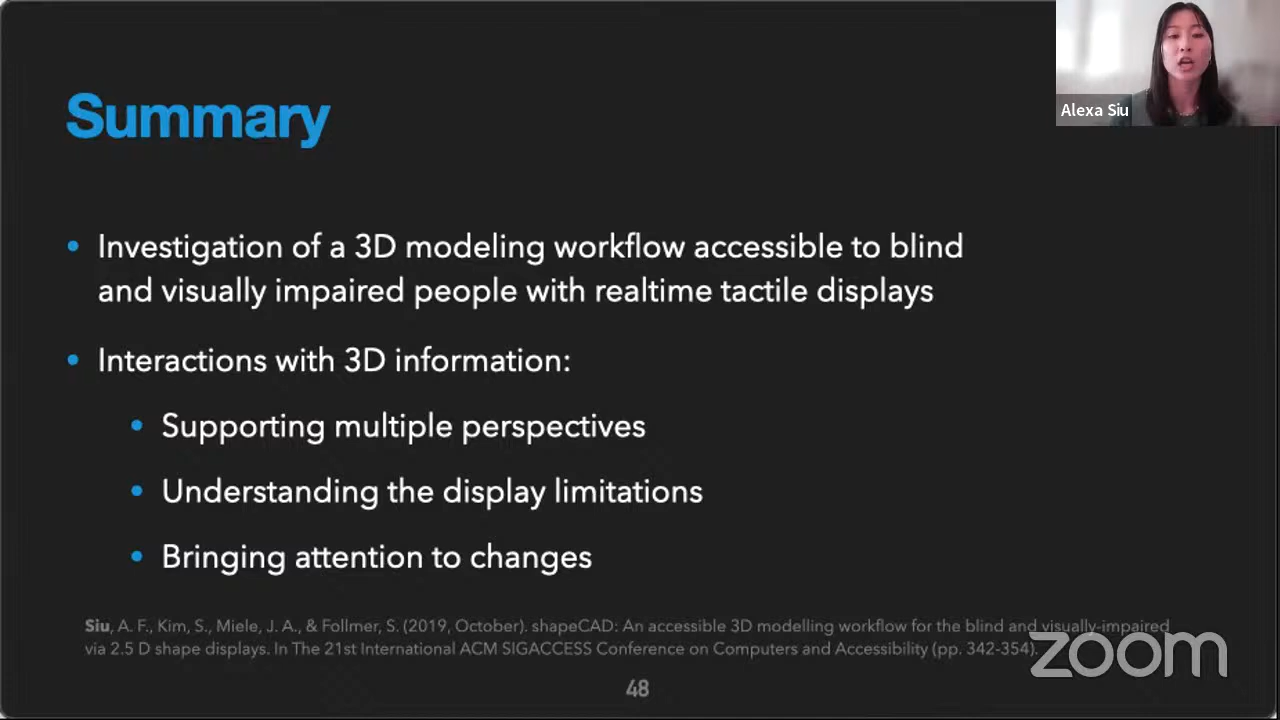 Alexa Siu
Summary
• Investigation of a 3D modeling workflow accessible to blind
and visually impaired people with realtime tactile displays
• Interactions with 3D information:
• Supporting multiple perspectives
• Understanding the display limitations
• Bringing attention to changes
Siu, A. F., Kim, S., Miele, J. A., & Follmer, S. (2019, October). shapeCAD: An accessible 3D modelling workflow for the blind and visually-impaired
via 2.5 D shape displays. In The 21st International ACM SIGACCESS Conference on Computers and Accessibility (pp. 342-354).
zoom
48